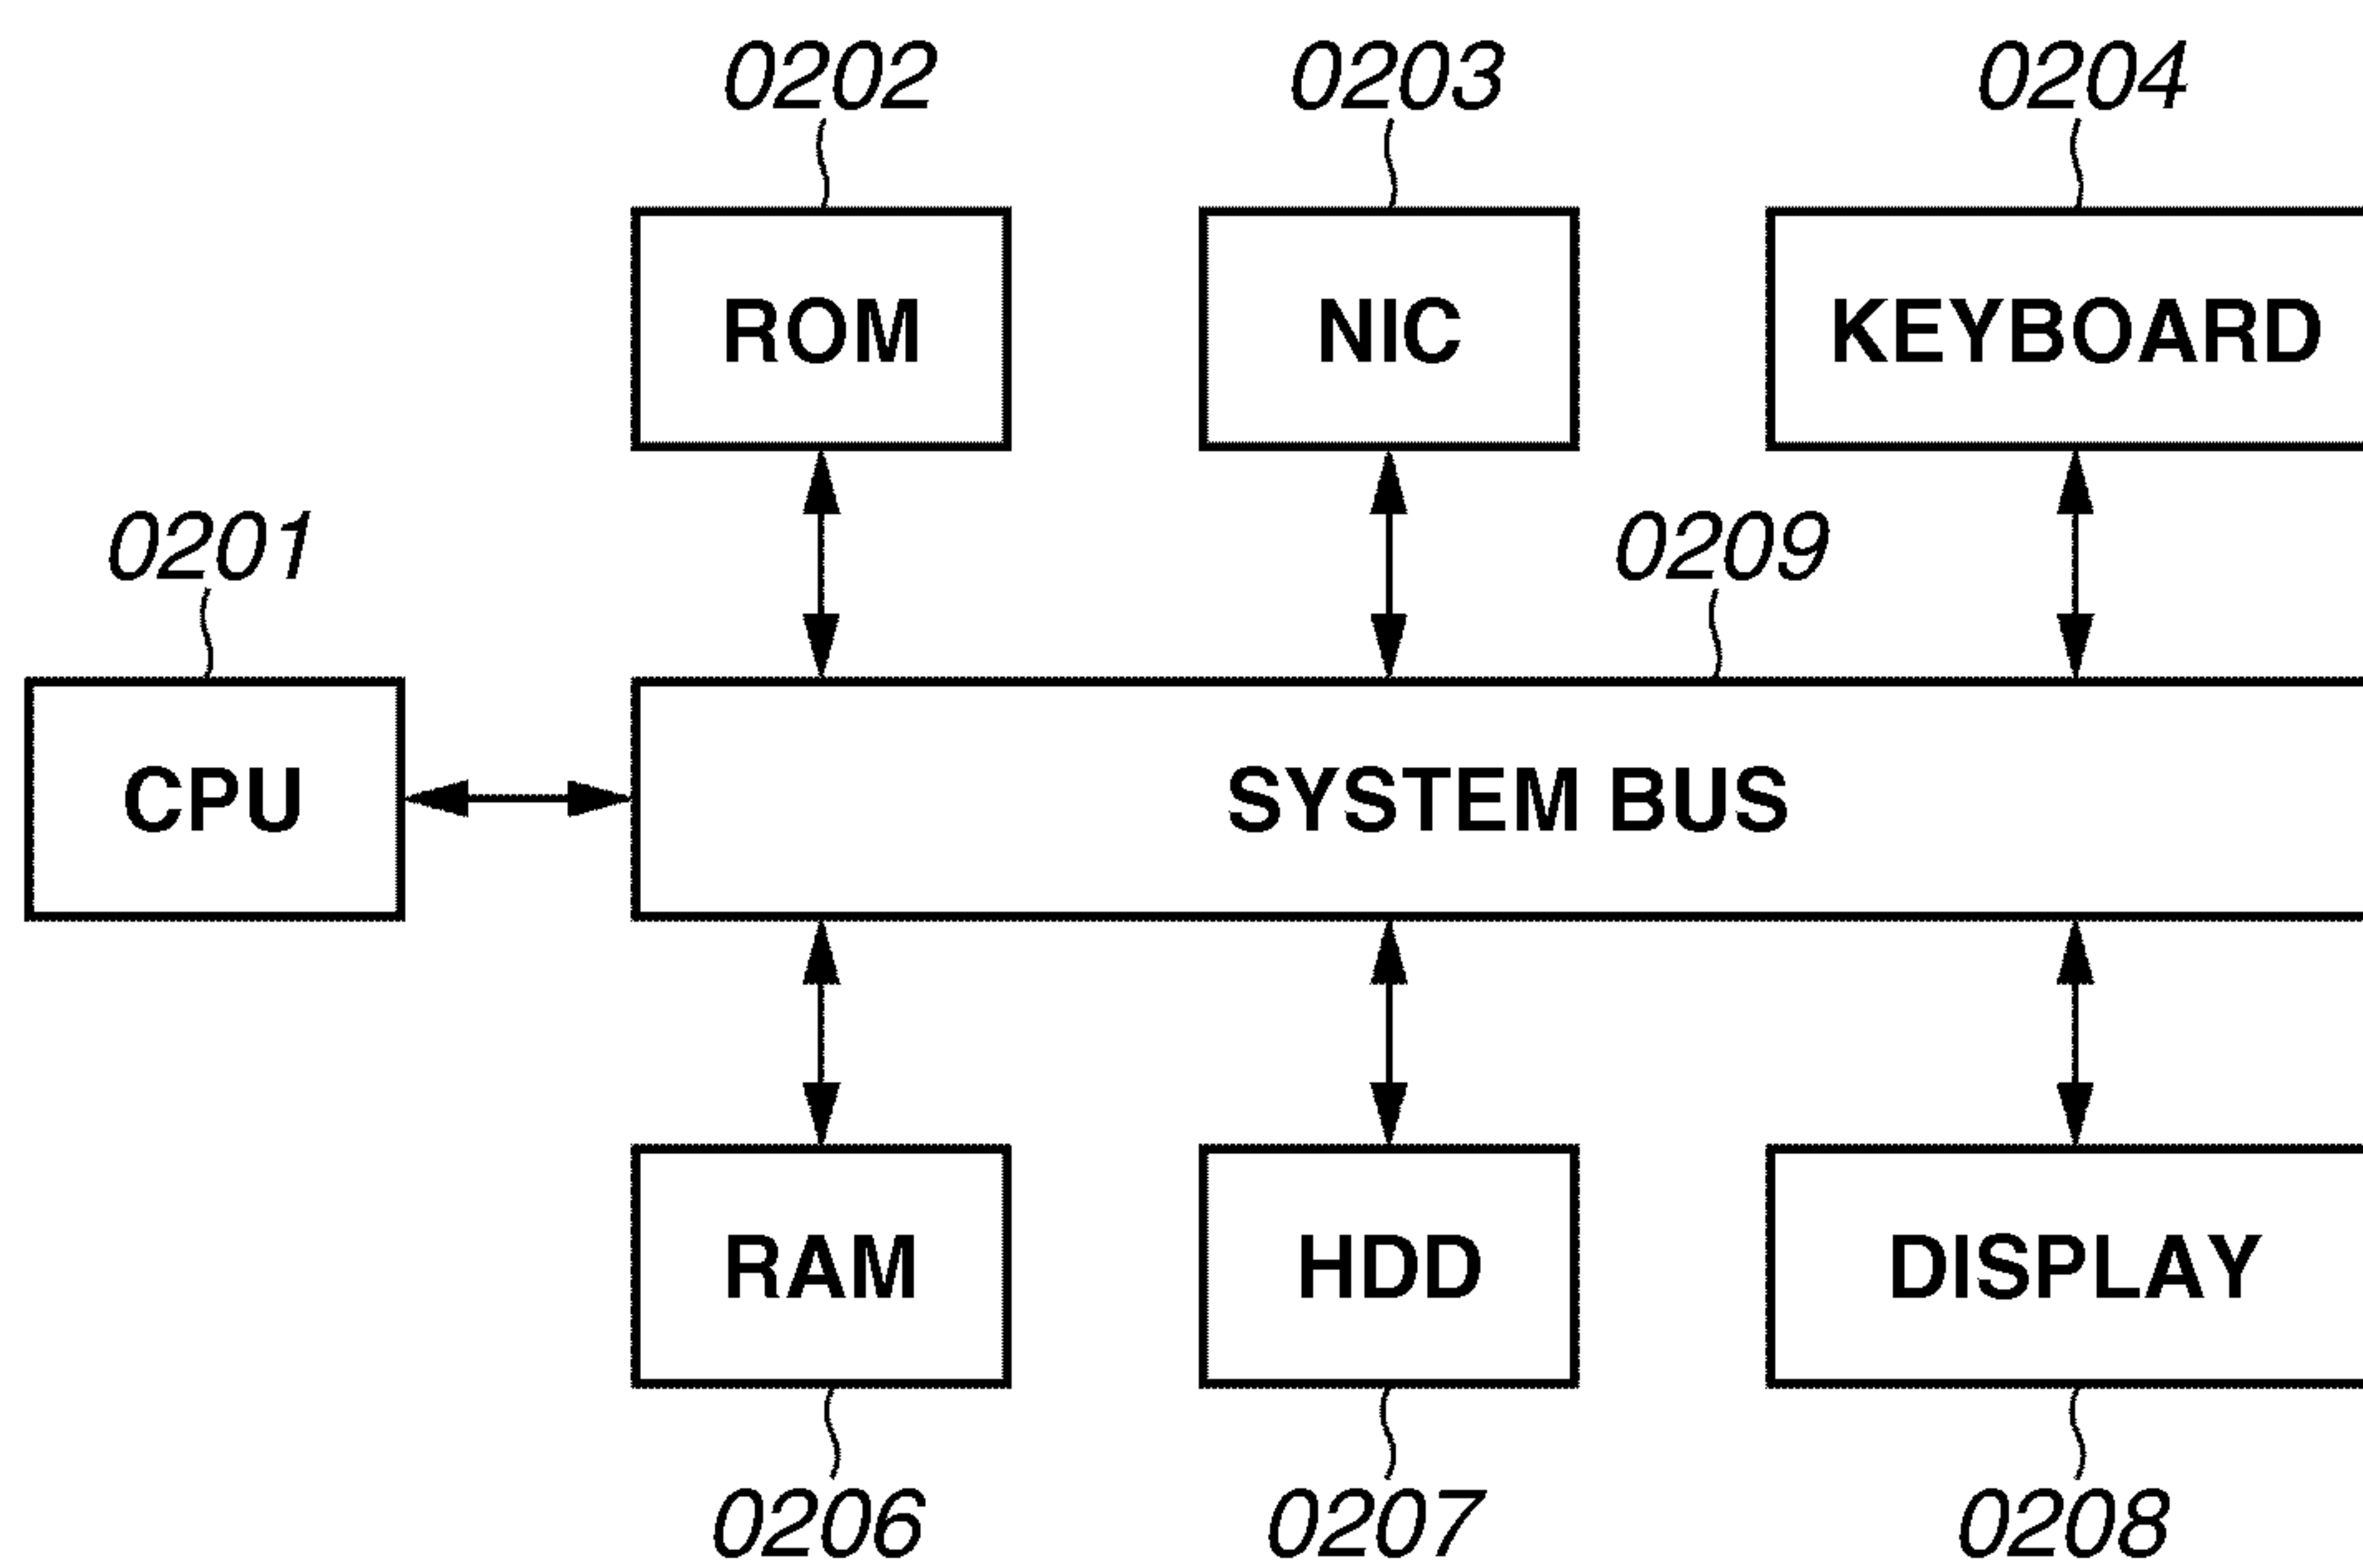 0202 0203 0204
ROM NIC KEYBOARD
0201 0209
CPU SYSTEM BUS
RAM HDD DISPLAY
0206 0207 0208